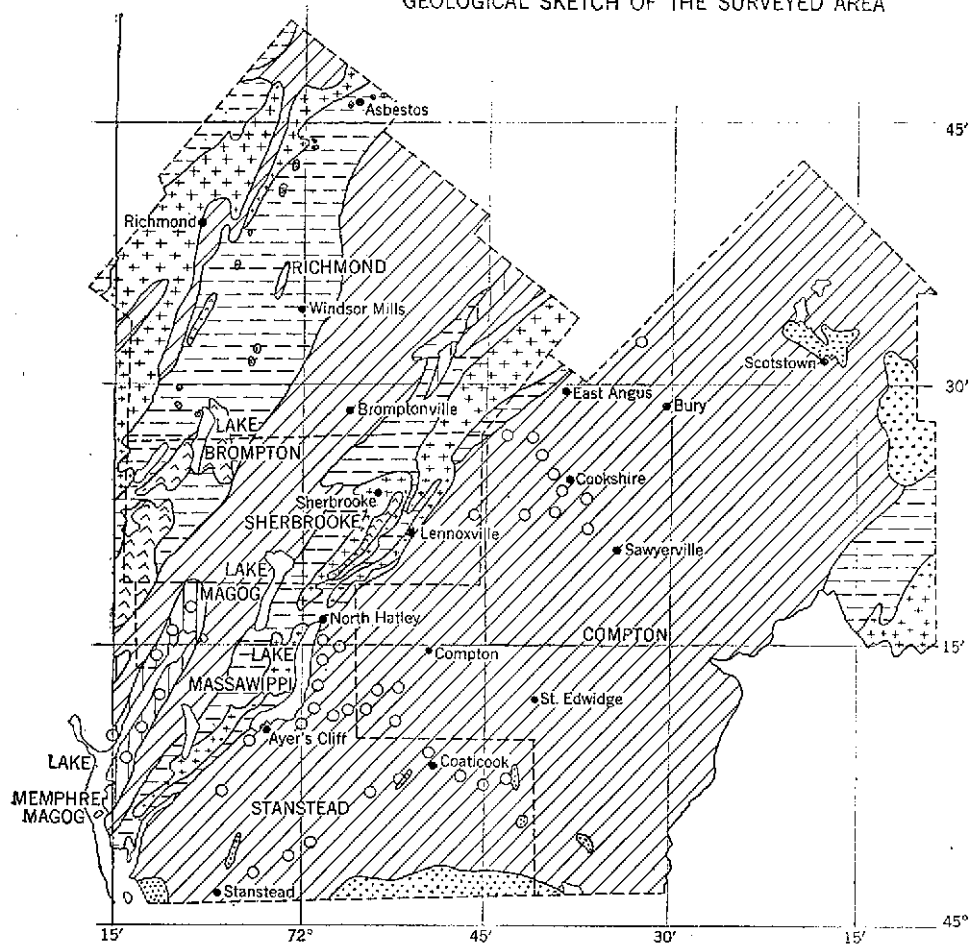 GEOLOGICAL SKETCH OF THE SURVEYED AREA
Asbestos
45'
Richmond
RICHMOND
Windsor Mills
Scotstown
30'
East Angus
Bury
Bromptonville
LAKE
BROMPTON
Cookshire
Sherbrooke
SHERBROOKE
Lennoxville
Sawyerville
LAKE
MAGOG
North Hatley
COMPTON
15'
LAKE
MASSAWIPPI
Compton
St. Edwidge
Ayer's Cliff
LAKE
MEMPHRE
MAGOG
Coaticook
STANSTEAD
Stanstead
45°
15'
72°
45'
30'
15'